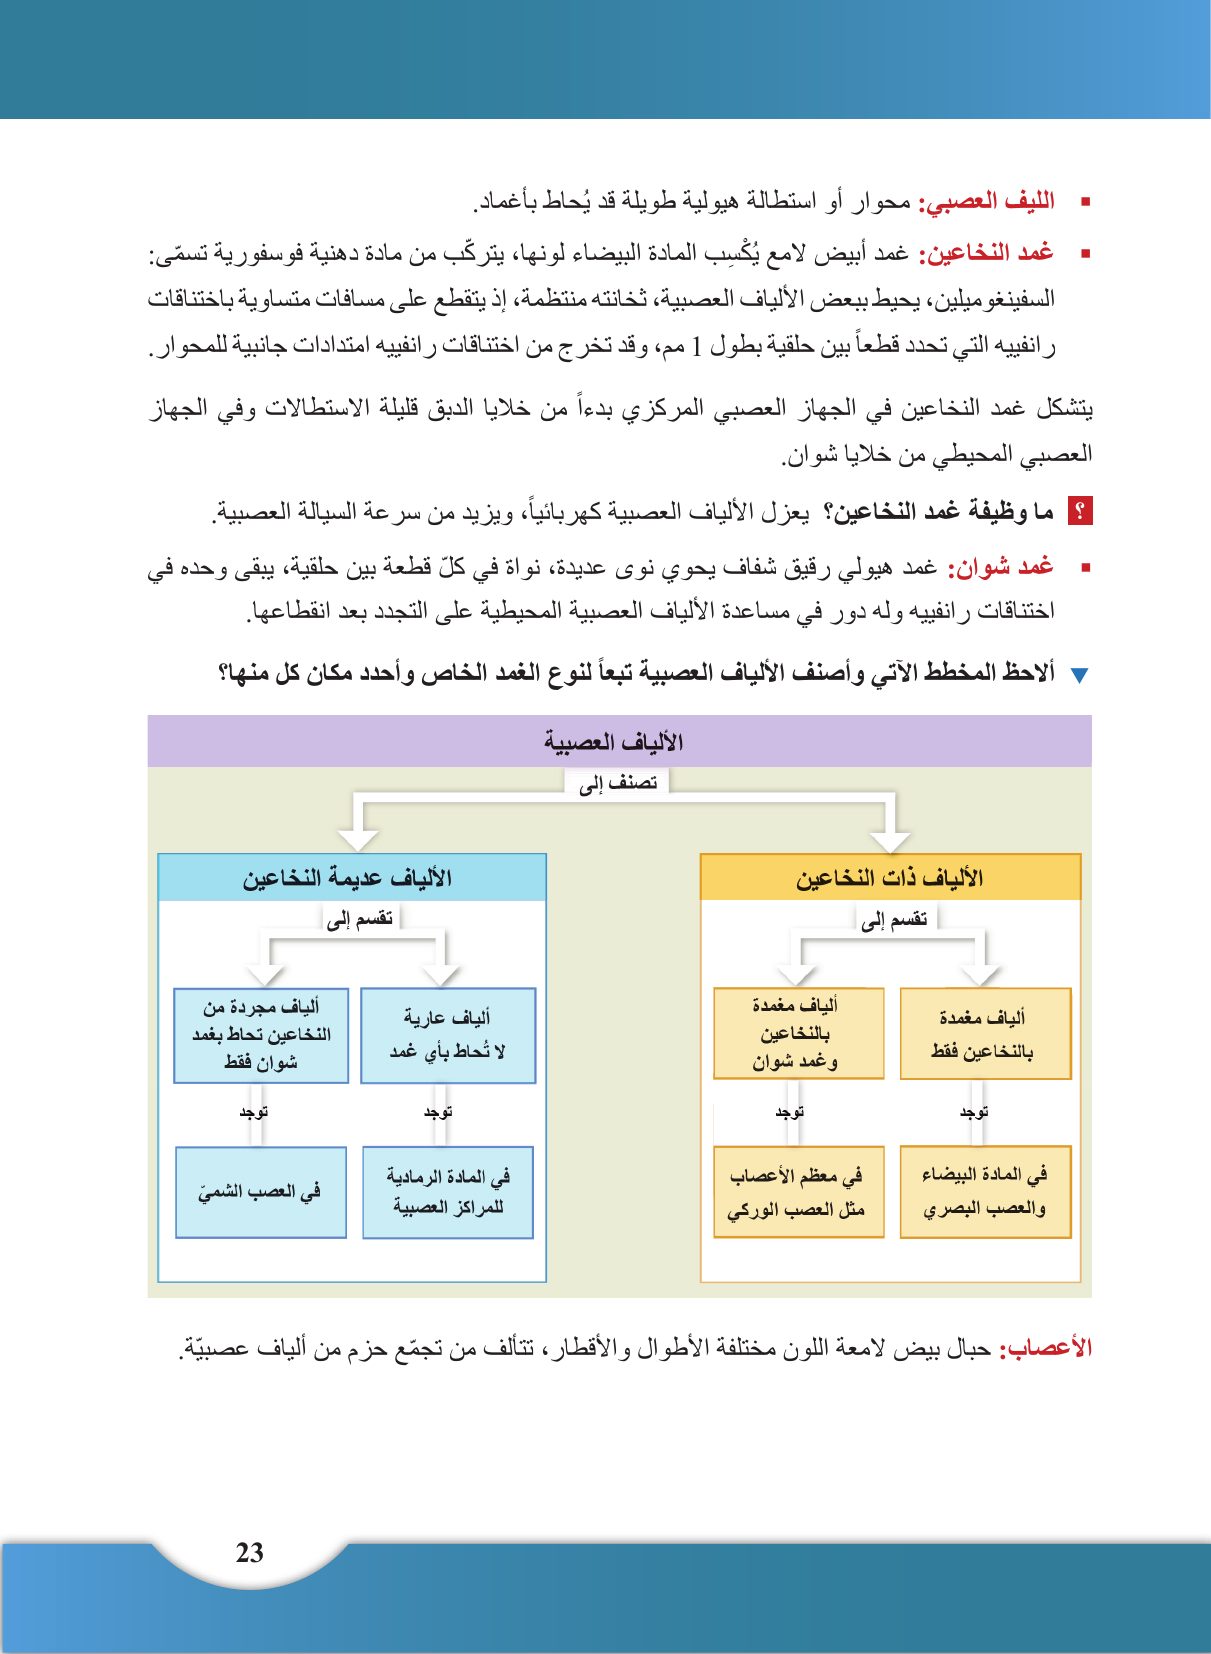 ▪ الليف العصبي: محوار أو استطالة هيولية طويلة قد يُحاط بأغماد.
▪ غمد النخاعين: غمد أبيض لامع يُكْسِب المادة البيضاء لونها، يتركّب من مادة دهنية فوسفورية تسمّى:
السفينغوميلين، يحيط ببعض الألياف العصبية، ثخانته منتظمة، إذ يتقطع على مسافات متساوية باختناقات
رانفييه التي تحدد قطعاً بين حلقية بطول 1 مم، وقد تخرج من اختناقات رانفييه امتدادات جانبية للمحوار.
يتشكل غمد النخاعين في الجهاز العصبي المركزي بدءاً من خلايا الدبق قليلة الاستطالات وفي الجهاز
العصبي المحيطي من خلايا شوان.
؟ ما وظيفة غمد النخاعين؟ يعزل الألياف العصبية كهربائياً، ويزيد من سرعة السيالة العصبية.
▪ غمد شوان: غمد هيولي رقيق شفاف يحوي نوى عديدة، نواة في كلّ قطعة بين حلقية، يبقى وحده في
اختناقات رانفييه وله دور في مساعدة الألياف العصبية المحيطية على التجدد بعد انقطاعها.
▼ ألاحظ المخطط الآتي وأصنف الألياف العصبية تبعاً لنوع الغمد الخاص وأحدد مكان كل منها؟
الألياف العصبية
تصنف إلى
الألياف ذات النخاعين
تقسم إلى
ألياف مغمدة
بالنخاعين فقط
توجد
في المادة البيضاء
والعصب البصري
ألياف مغمدة
بالنخاعين
وغمد شوان
توجد
في معظم الأعصاب
مثل العصب الوركي
الألياف عديمة النخاعين
تقسم إلى
ألياف عارية
لا تُحاط بأي غمد
توجد
في المادة الرمادية
للمراكز العصبية
ألياف مجردة من
النخاعين تحاط بغمد
شوان فقط
توجد
في العصب الشميّ
الأعصاب: حبال بيض لامعة اللون مختلفة الأطوال والأقطار، تتألف من تجمّع حزم من ألياف عصبيّة.
23